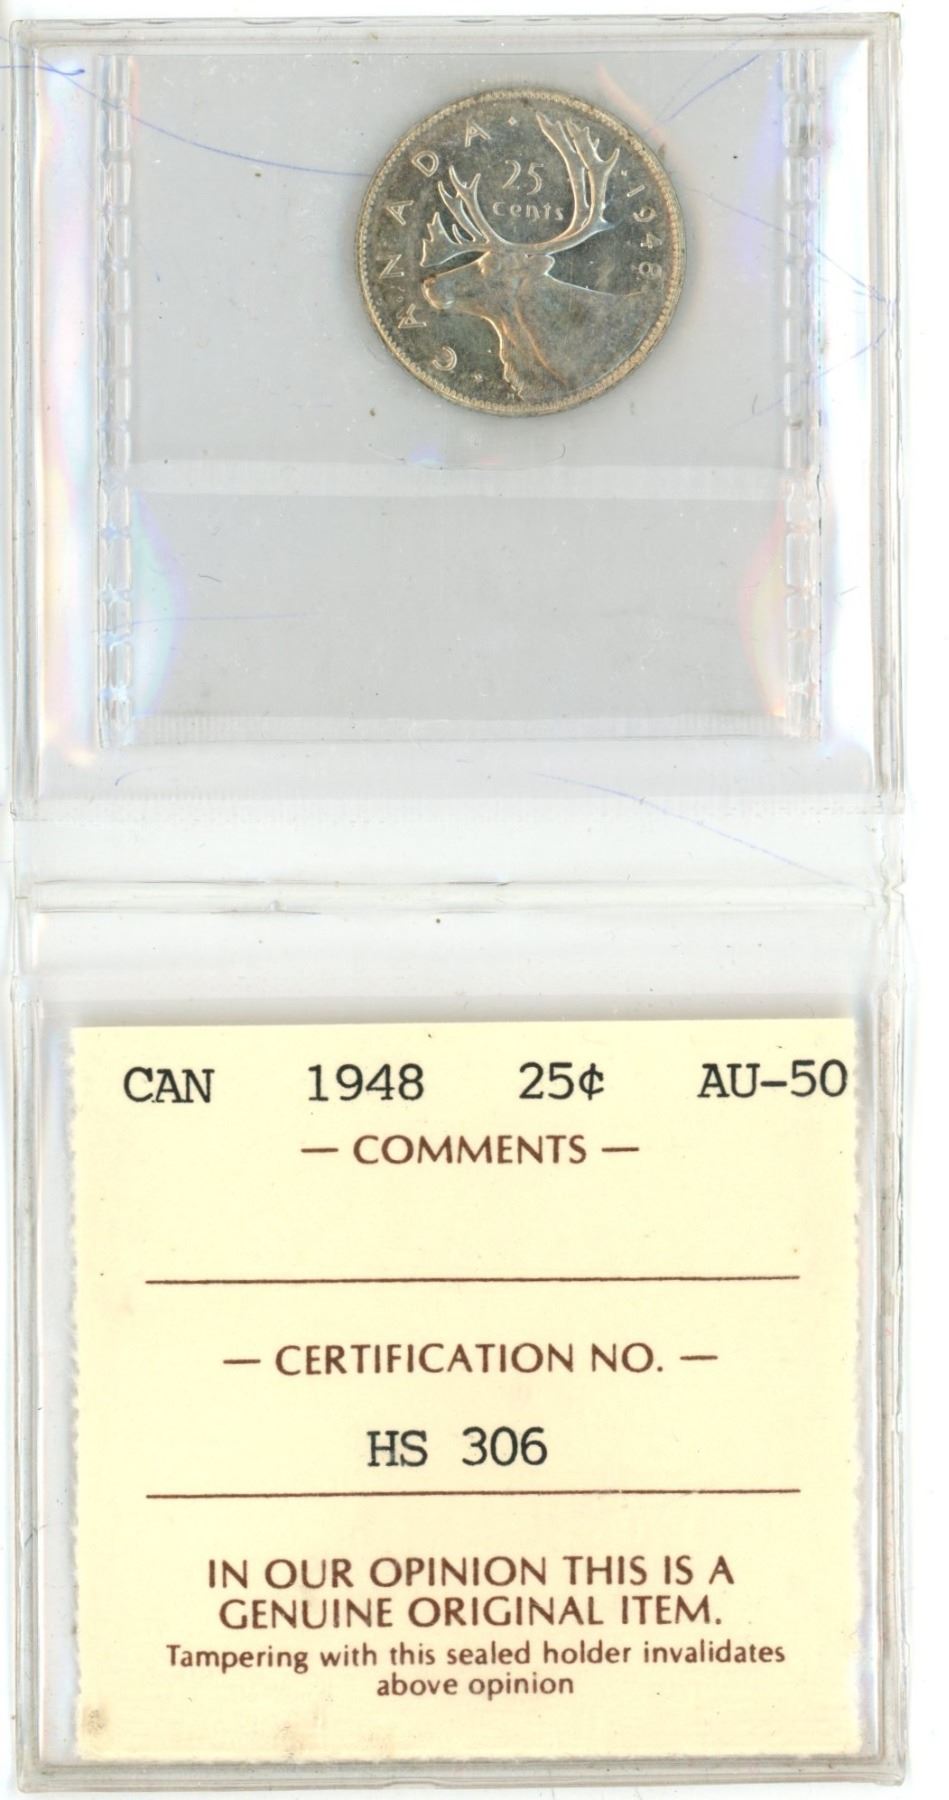 CANADA · 1948
25
cents
H
CAN 1948 25¢ AU-50
— COMMENTS —
— CERTIFICATION NO. —
HS 306
IN OUR OPINION THIS IS A
GENUINE ORIGINAL ITEM.
Tampering with this sealed holder invalidates
above opinion